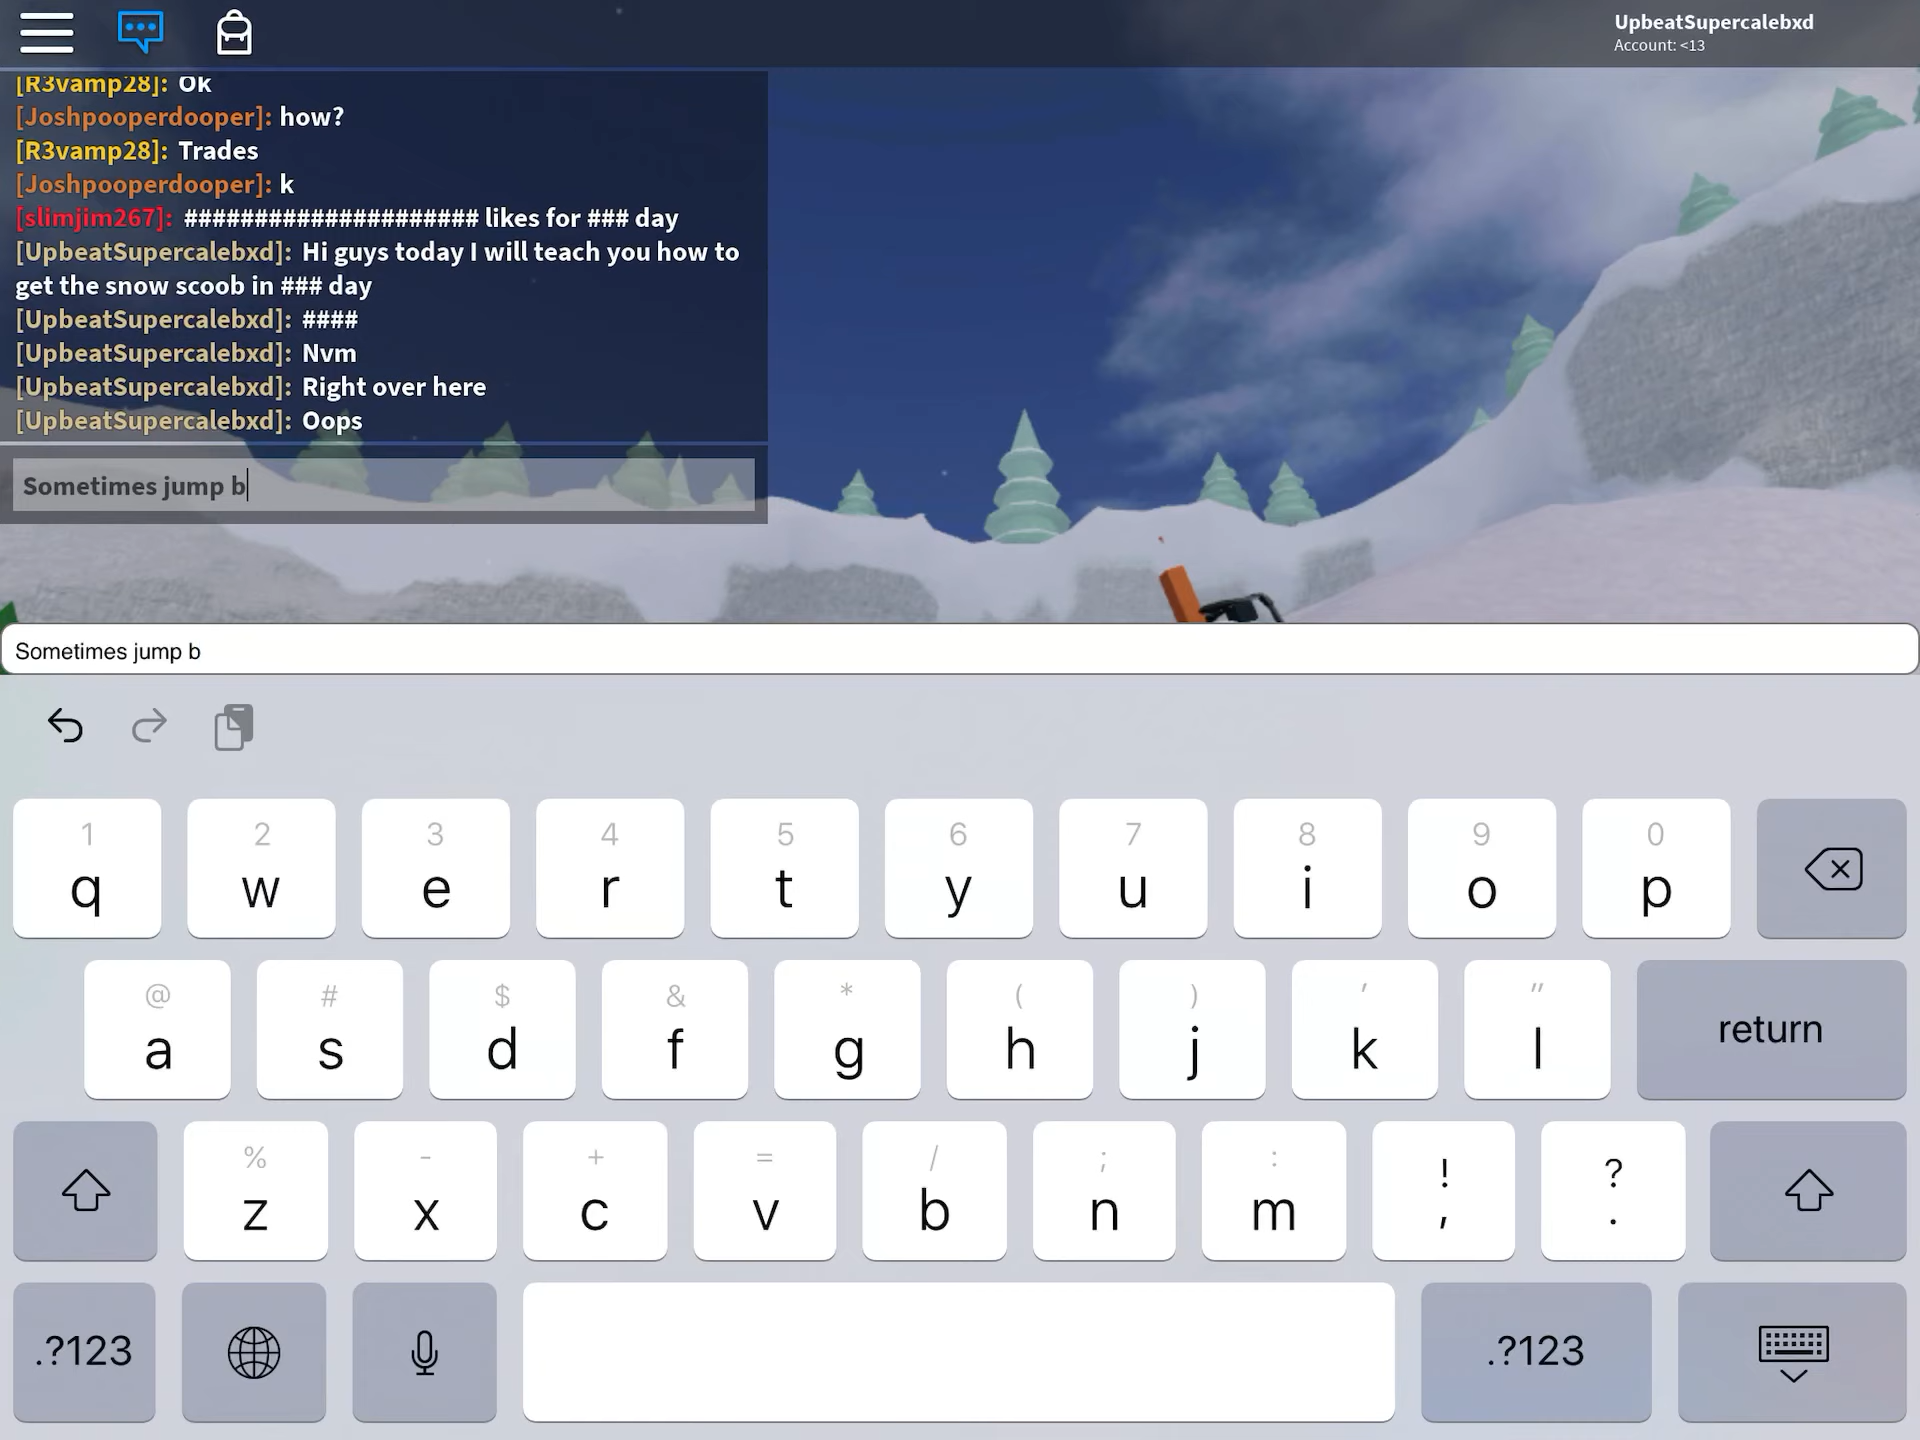 UpbeatSupercalebxd
Account: <13
[R3vamp28]: Ok
[Joshpooperdooper]: how?
[R3vamp28]: Trades
[Joshpooperdooper]: k
[slimjim267]: ##################### likes for ### day
[UpbeatSupercalebxd]: Hi guys today I will teach you how to
get the snow scoob in ### day
[UpbeatSupercalebxd]: ####
[UpbeatSupercalebxd]: Nvm
[UpbeatSupercalebxd]: Right over here
[UpbeatSupercalebxd]: Oops
Sometimes jump b
Sometimes jump b
1 2 3 4 5 6 7 8 9 0
q w e r t y u i o p
@ # $ & * ( ) ' "
a s d f g h j k l return
% - + = / ; : ! ?
z x c v b n m , .
.?123 .?123